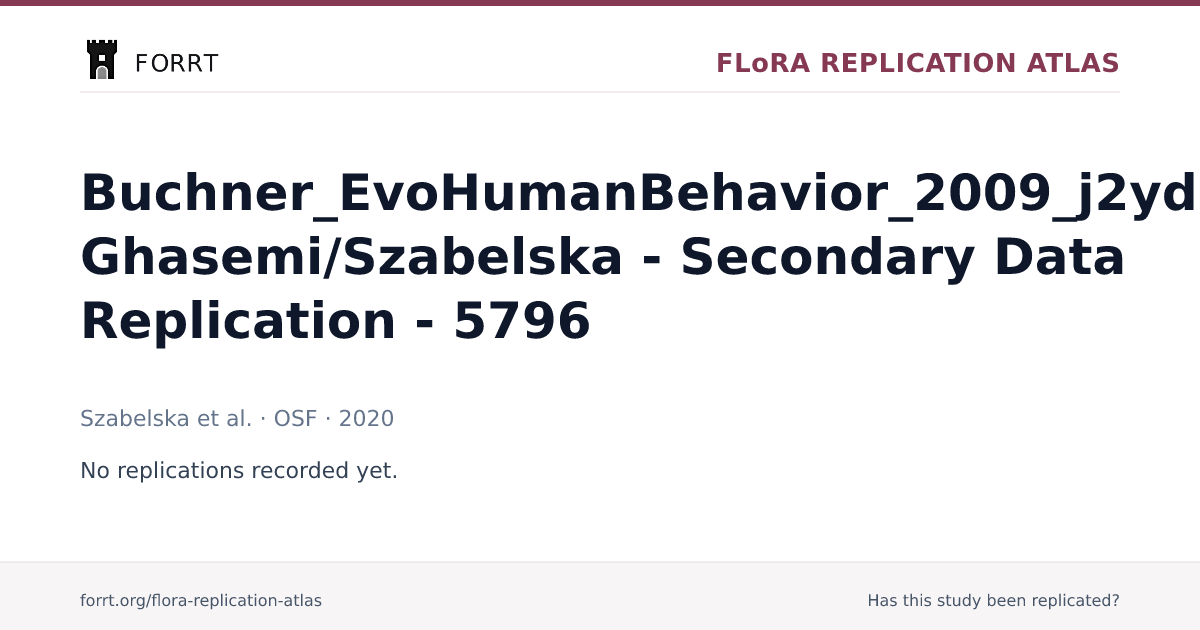 FORRT
FLoRA REPLICATION ATLAS
Buchner_EvoHumanBehavior_2009_j2yd
Ghasemi/Szabelska - Secondary Data
Replication - 5796
Szabelska et al. · OSF · 2020
No replications recorded yet.
forrt.org/flora-replication-atlas
Has this study been replicated?